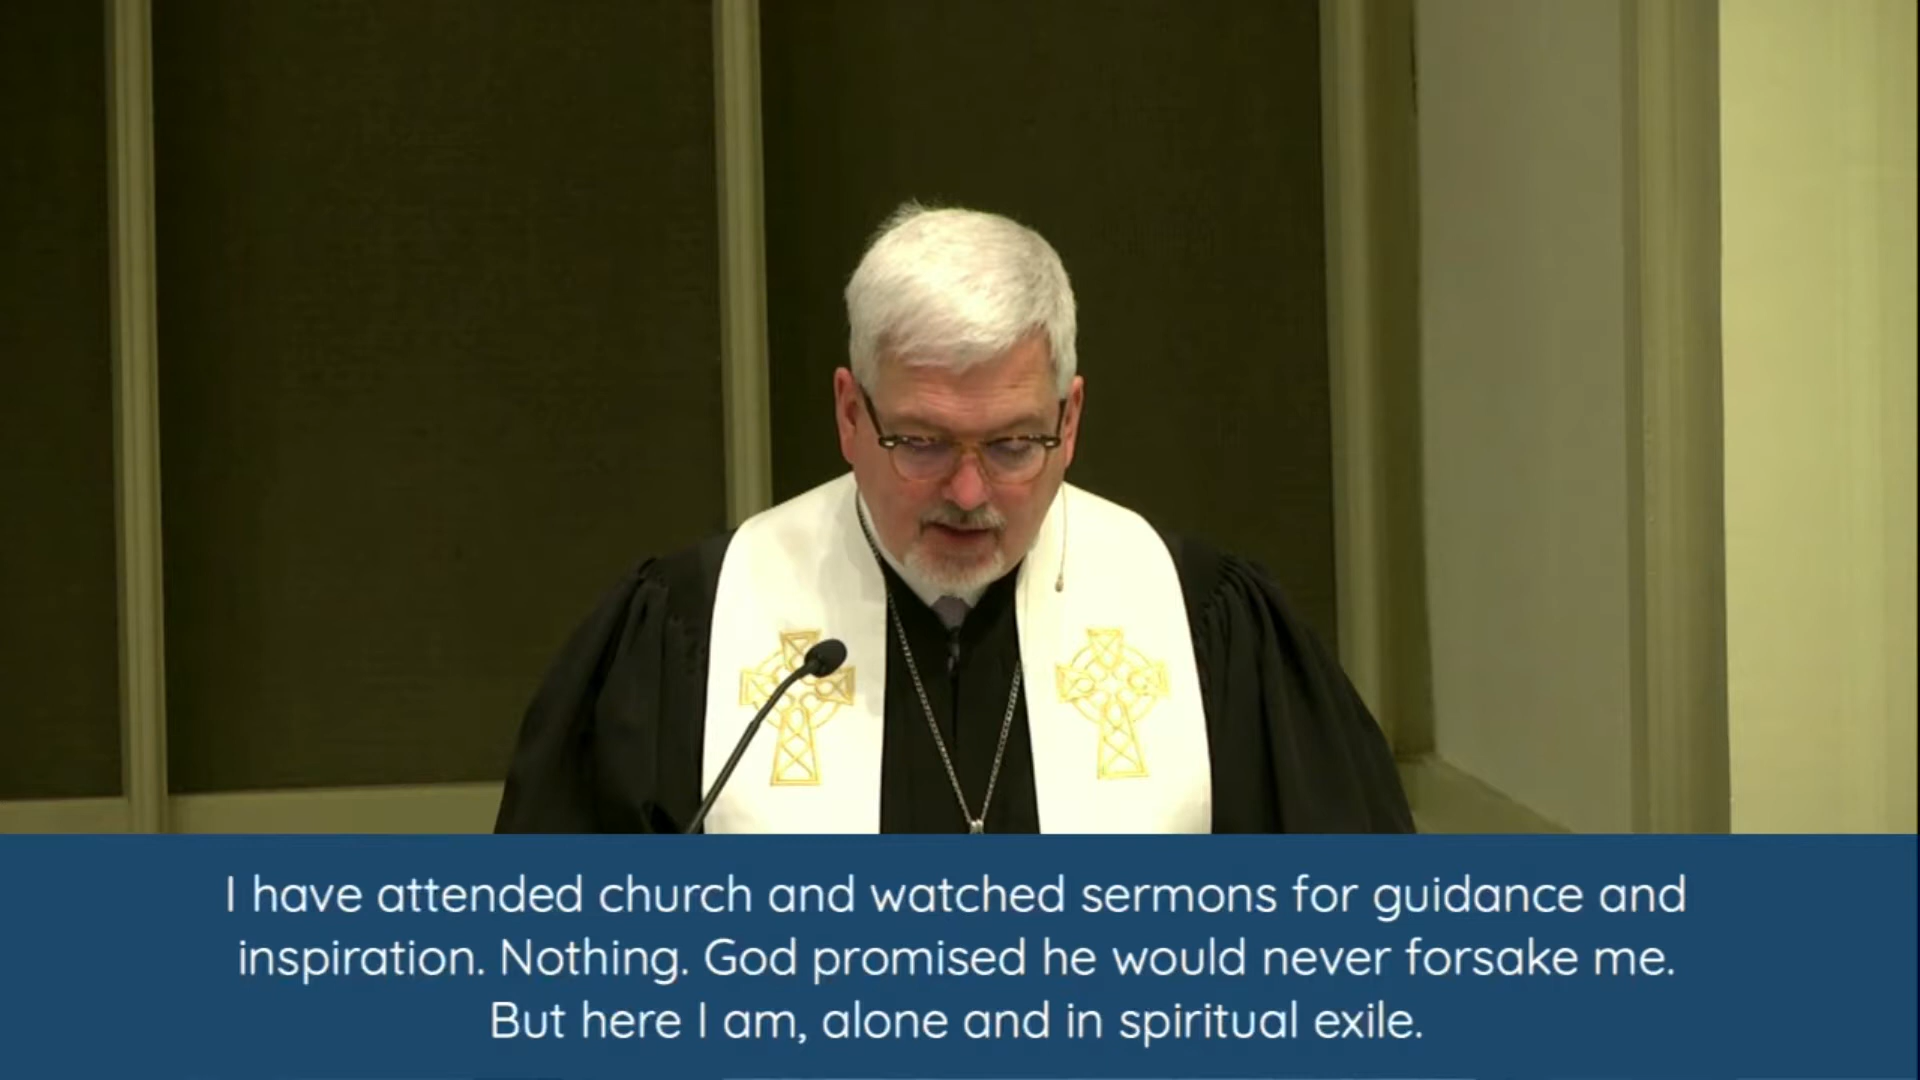 I have attended church and watched sermons for guidance and
inspiration. Nothing. God promised he would never forsake me.
But here I am, alone and in spiritual exile.